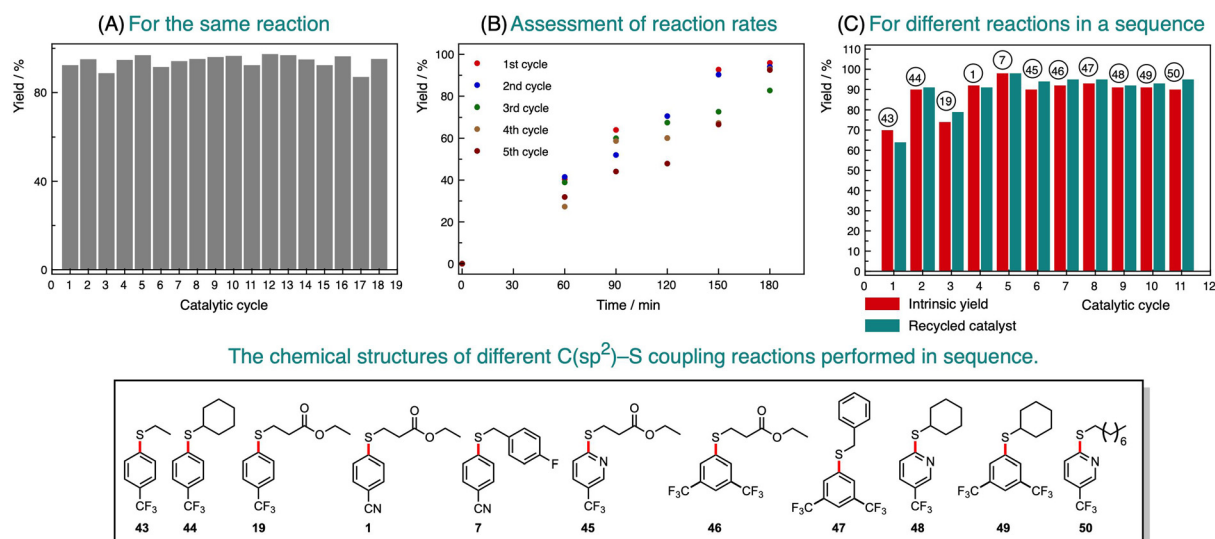 (A) For the same reaction
Yield / %
80
40
0
0 1 2 3 4 5 6 7 8 9 10 11 12 13 14 15 16 17 18 19
Catalytic cycle
(B) Assessment of reaction rates
Yield / %
100
80
60
40
20
0
1st cycle
2nd cycle
3rd cycle
4th cycle
5th cycle
0 30 60 90 120 150 180
Time / min
(C) For different reactions in a sequence
Yield / %
110
100
90
80
70
60
50
40
30
20
10
0
43 44 19 1 7 45 46 47 48 49 50
0 1 2 3 4 5 6 7 8 9 10 11 12
Intrinsic yield
Catalytic cycle
Recycled catalyst
The chemical structures of different C(sp²)–S coupling reactions performed in sequence.
S CF₃ 43
S CF₃ 44
S O O CF₃ 19
S O O CN 1
S F CN 7
S O O N CF₃ 45
S O O F₃C CF₃ 46
S F₃C CF₃ 47
S N CF₃ 48
S F₃C CF₃ 49
S ( )₆ N CF₃ 50